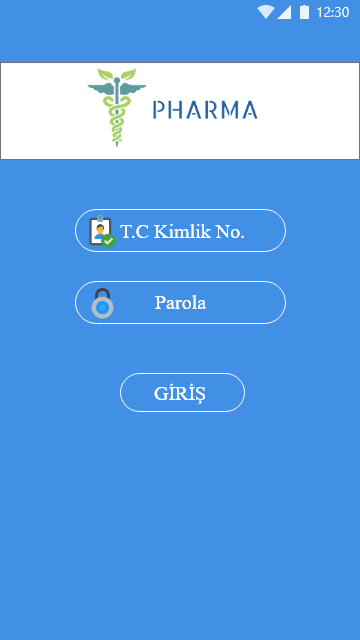 12:30
PHARMA
T.C Kimlik No.
Parola
GİRİŞ